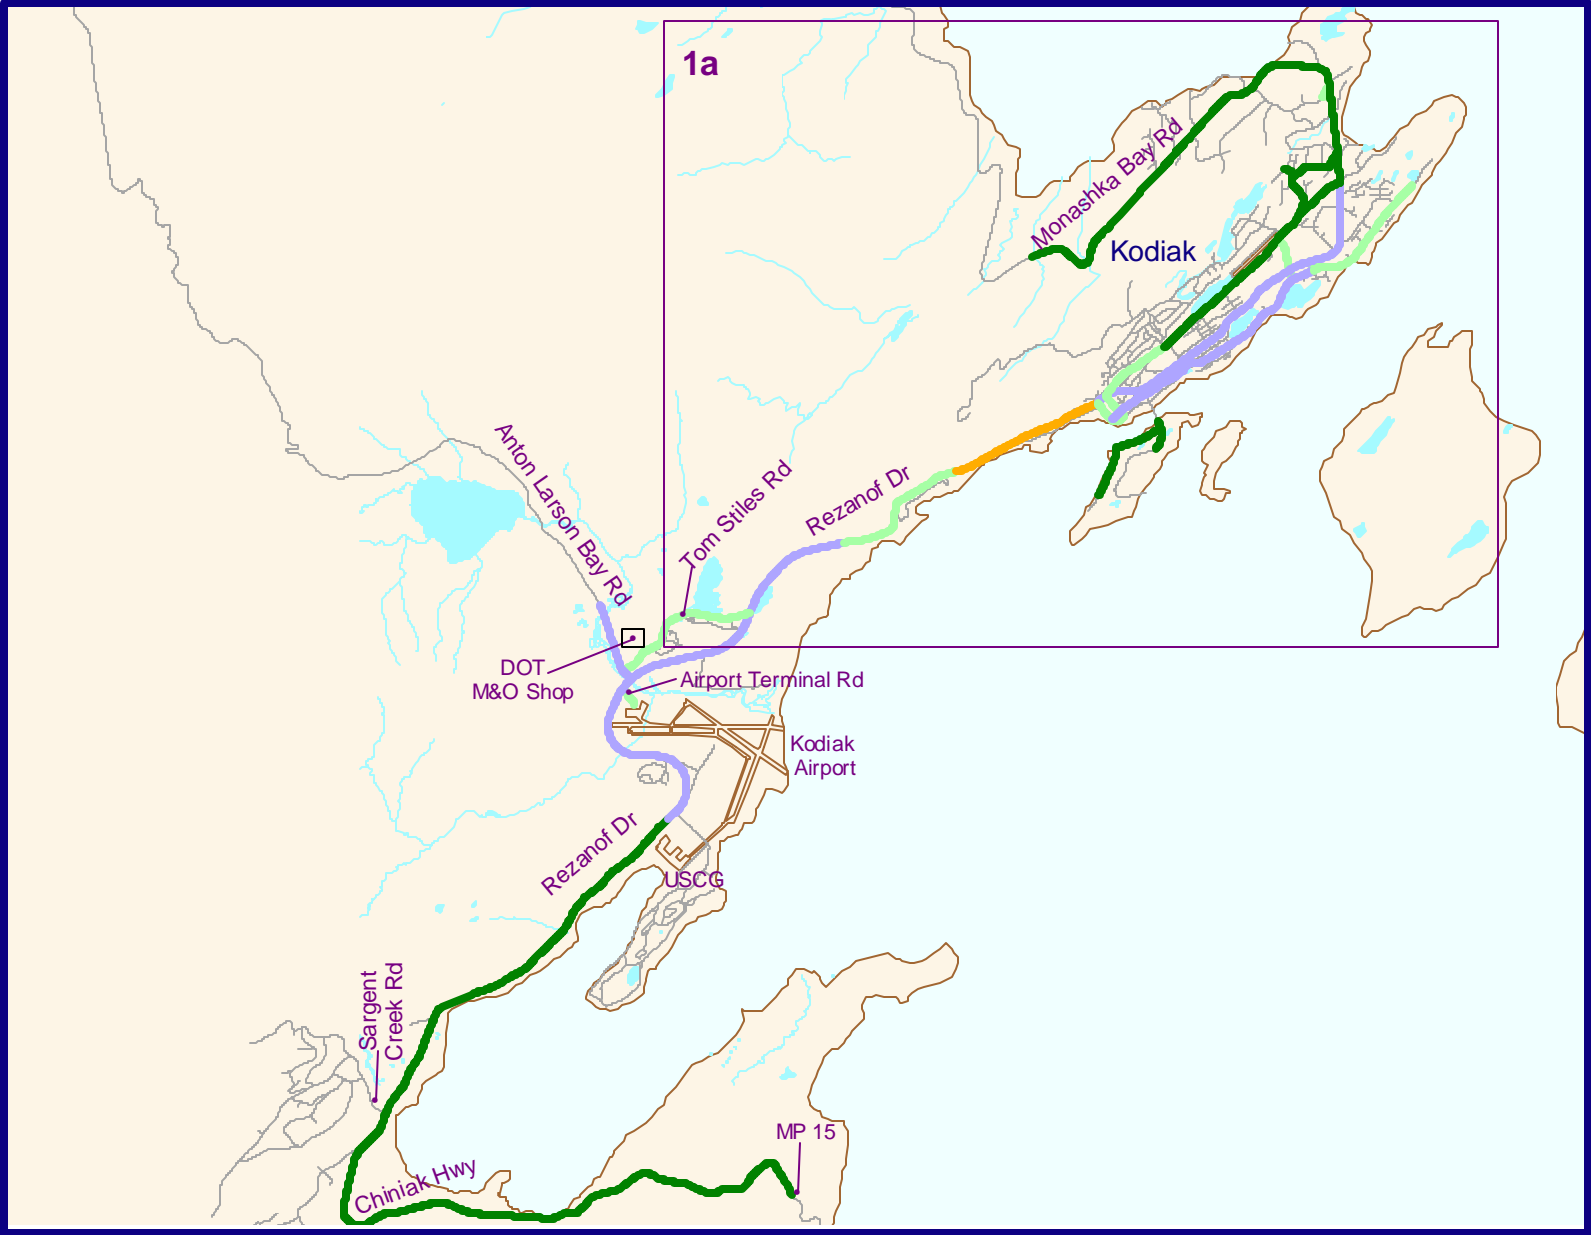 1a
Monashka Bay Rd
Kodiak
Anton Larson Bay Rd
Tom Stiles Rd
Rezanof Dr
DOT
M&O Shop
Airport Terminal Rd
Kodiak
Airport
Rezanof Dr
USCG
Sargent
Creek Rd
MP 15
Chiniak Hwy